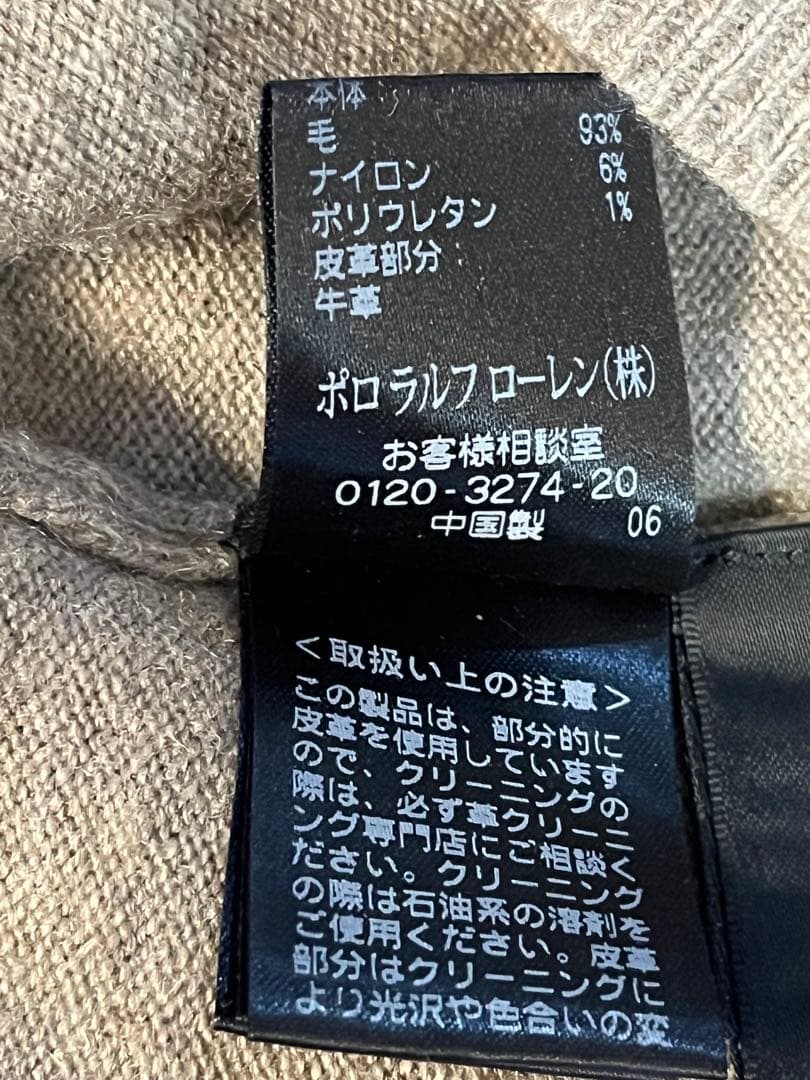 本体
毛 93%
ナイロン 6%
ポリウレタン 1%
皮革部分
牛革
ポロ ラルフ ローレン(株)
お客様相談室
0120-3274-20
中国製 06
<取扱い上の注意>
この製品は、部分的に
皮革を使用しています
ので、クリーニングの
際は、必ず革クリーニ
ング専門店にご相談く
ださい。クリーニング
の際は石油系の溶剤を
ご使用ください。皮革
部分はクリーニングに
より光沢や色合いの変